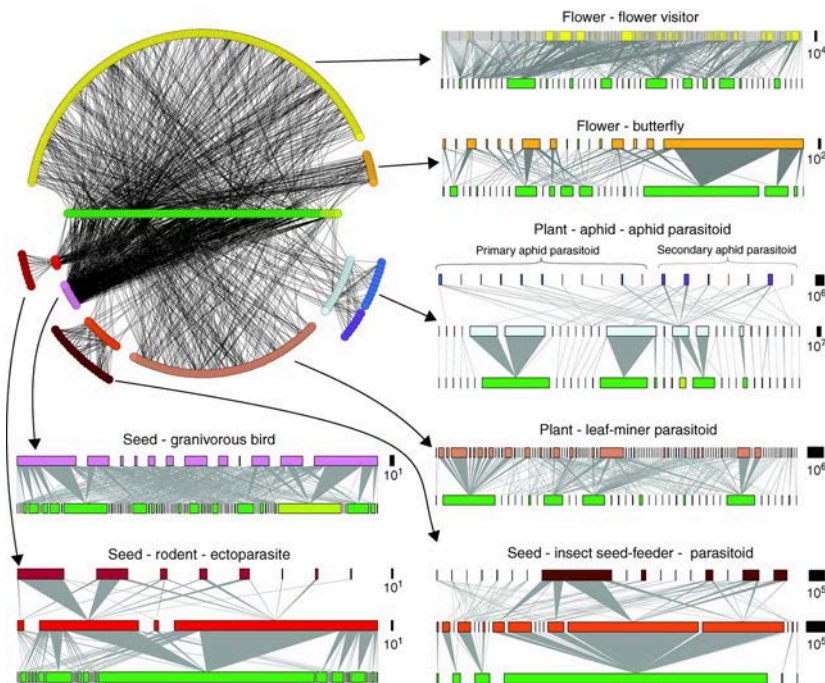 Flower - flower visitor
10⁴
Flower - butterfly
10²
Plant - aphid - aphid parasitoid
Primary aphid parasitoid
Secondary aphid parasitoid
10⁶
10⁷
Plant - leaf-miner parasitoid
10⁶
Seed - granivorous bird
10¹
Seed - rodent - ectoparasite
10¹
10¹
Seed - insect seed-feeder - parasitoid
10⁵
10⁵